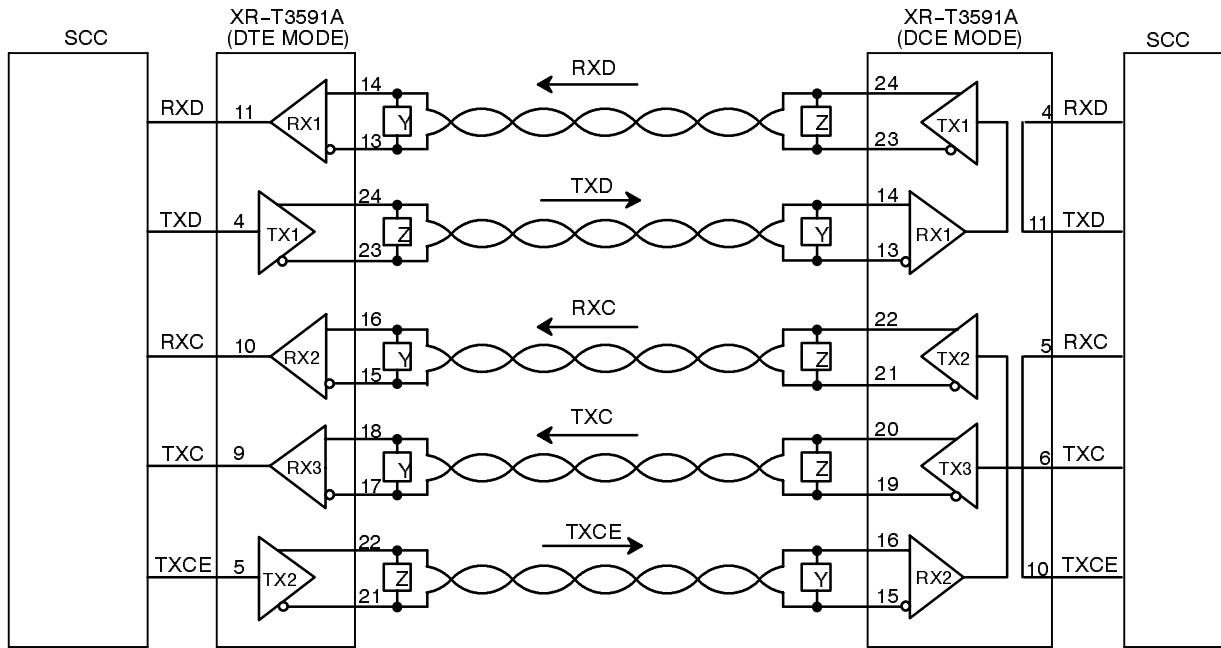 SCC
XR-T3591A
(DTE MODE)
XR-T3591A
(DCE MODE)
SCC
RXD 11 RX1 14 Y 13 RXD 24 Z 23 TX1 4 RXD
TXD 4 TX1 24 Z 23 TXD 14 Y 13 RX1 11 TXD
RXC 10 RX2 16 Y 15 RXC 22 Z 21 TX2 5 RXC
TXC 9 RX3 18 Y 17 TXC 20 Z 19 TX3 6 TXC
TXCE 5 TX2 22 Z 21 TXCE 16 Y 15 RX2 10 TXCE